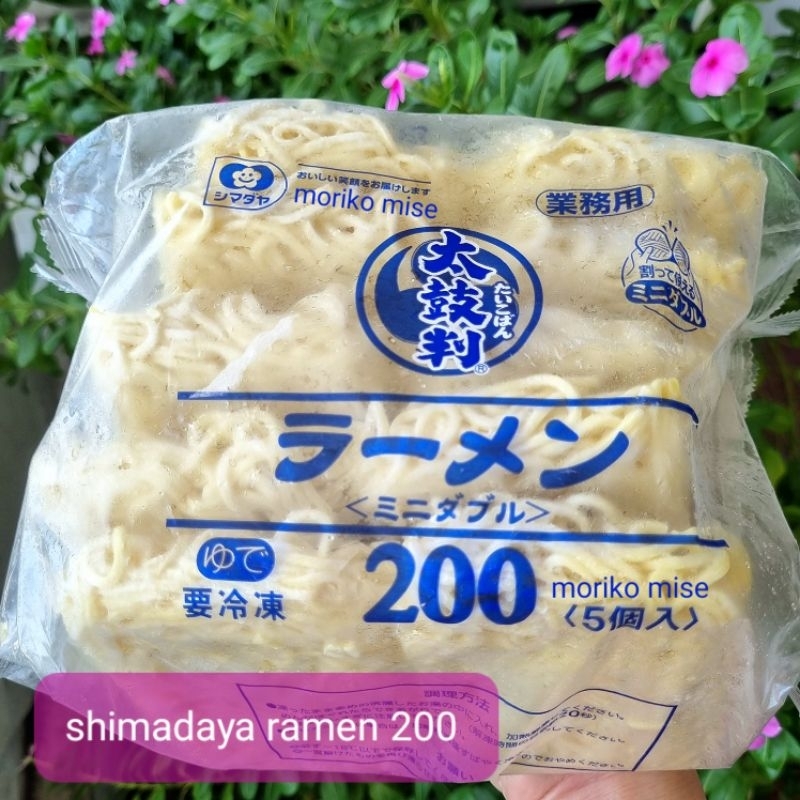 シマダヤ
おいしい笑顔をお届けします
moriko mise
業務用
太鼓判
たいこばん
®
割って使える
ミニダブル
ラーメン
<ミニダブル>
ゆで
要冷凍
200
moriko mise
〈5個入〉
調理方法
お願い
shimadaya ramen 200